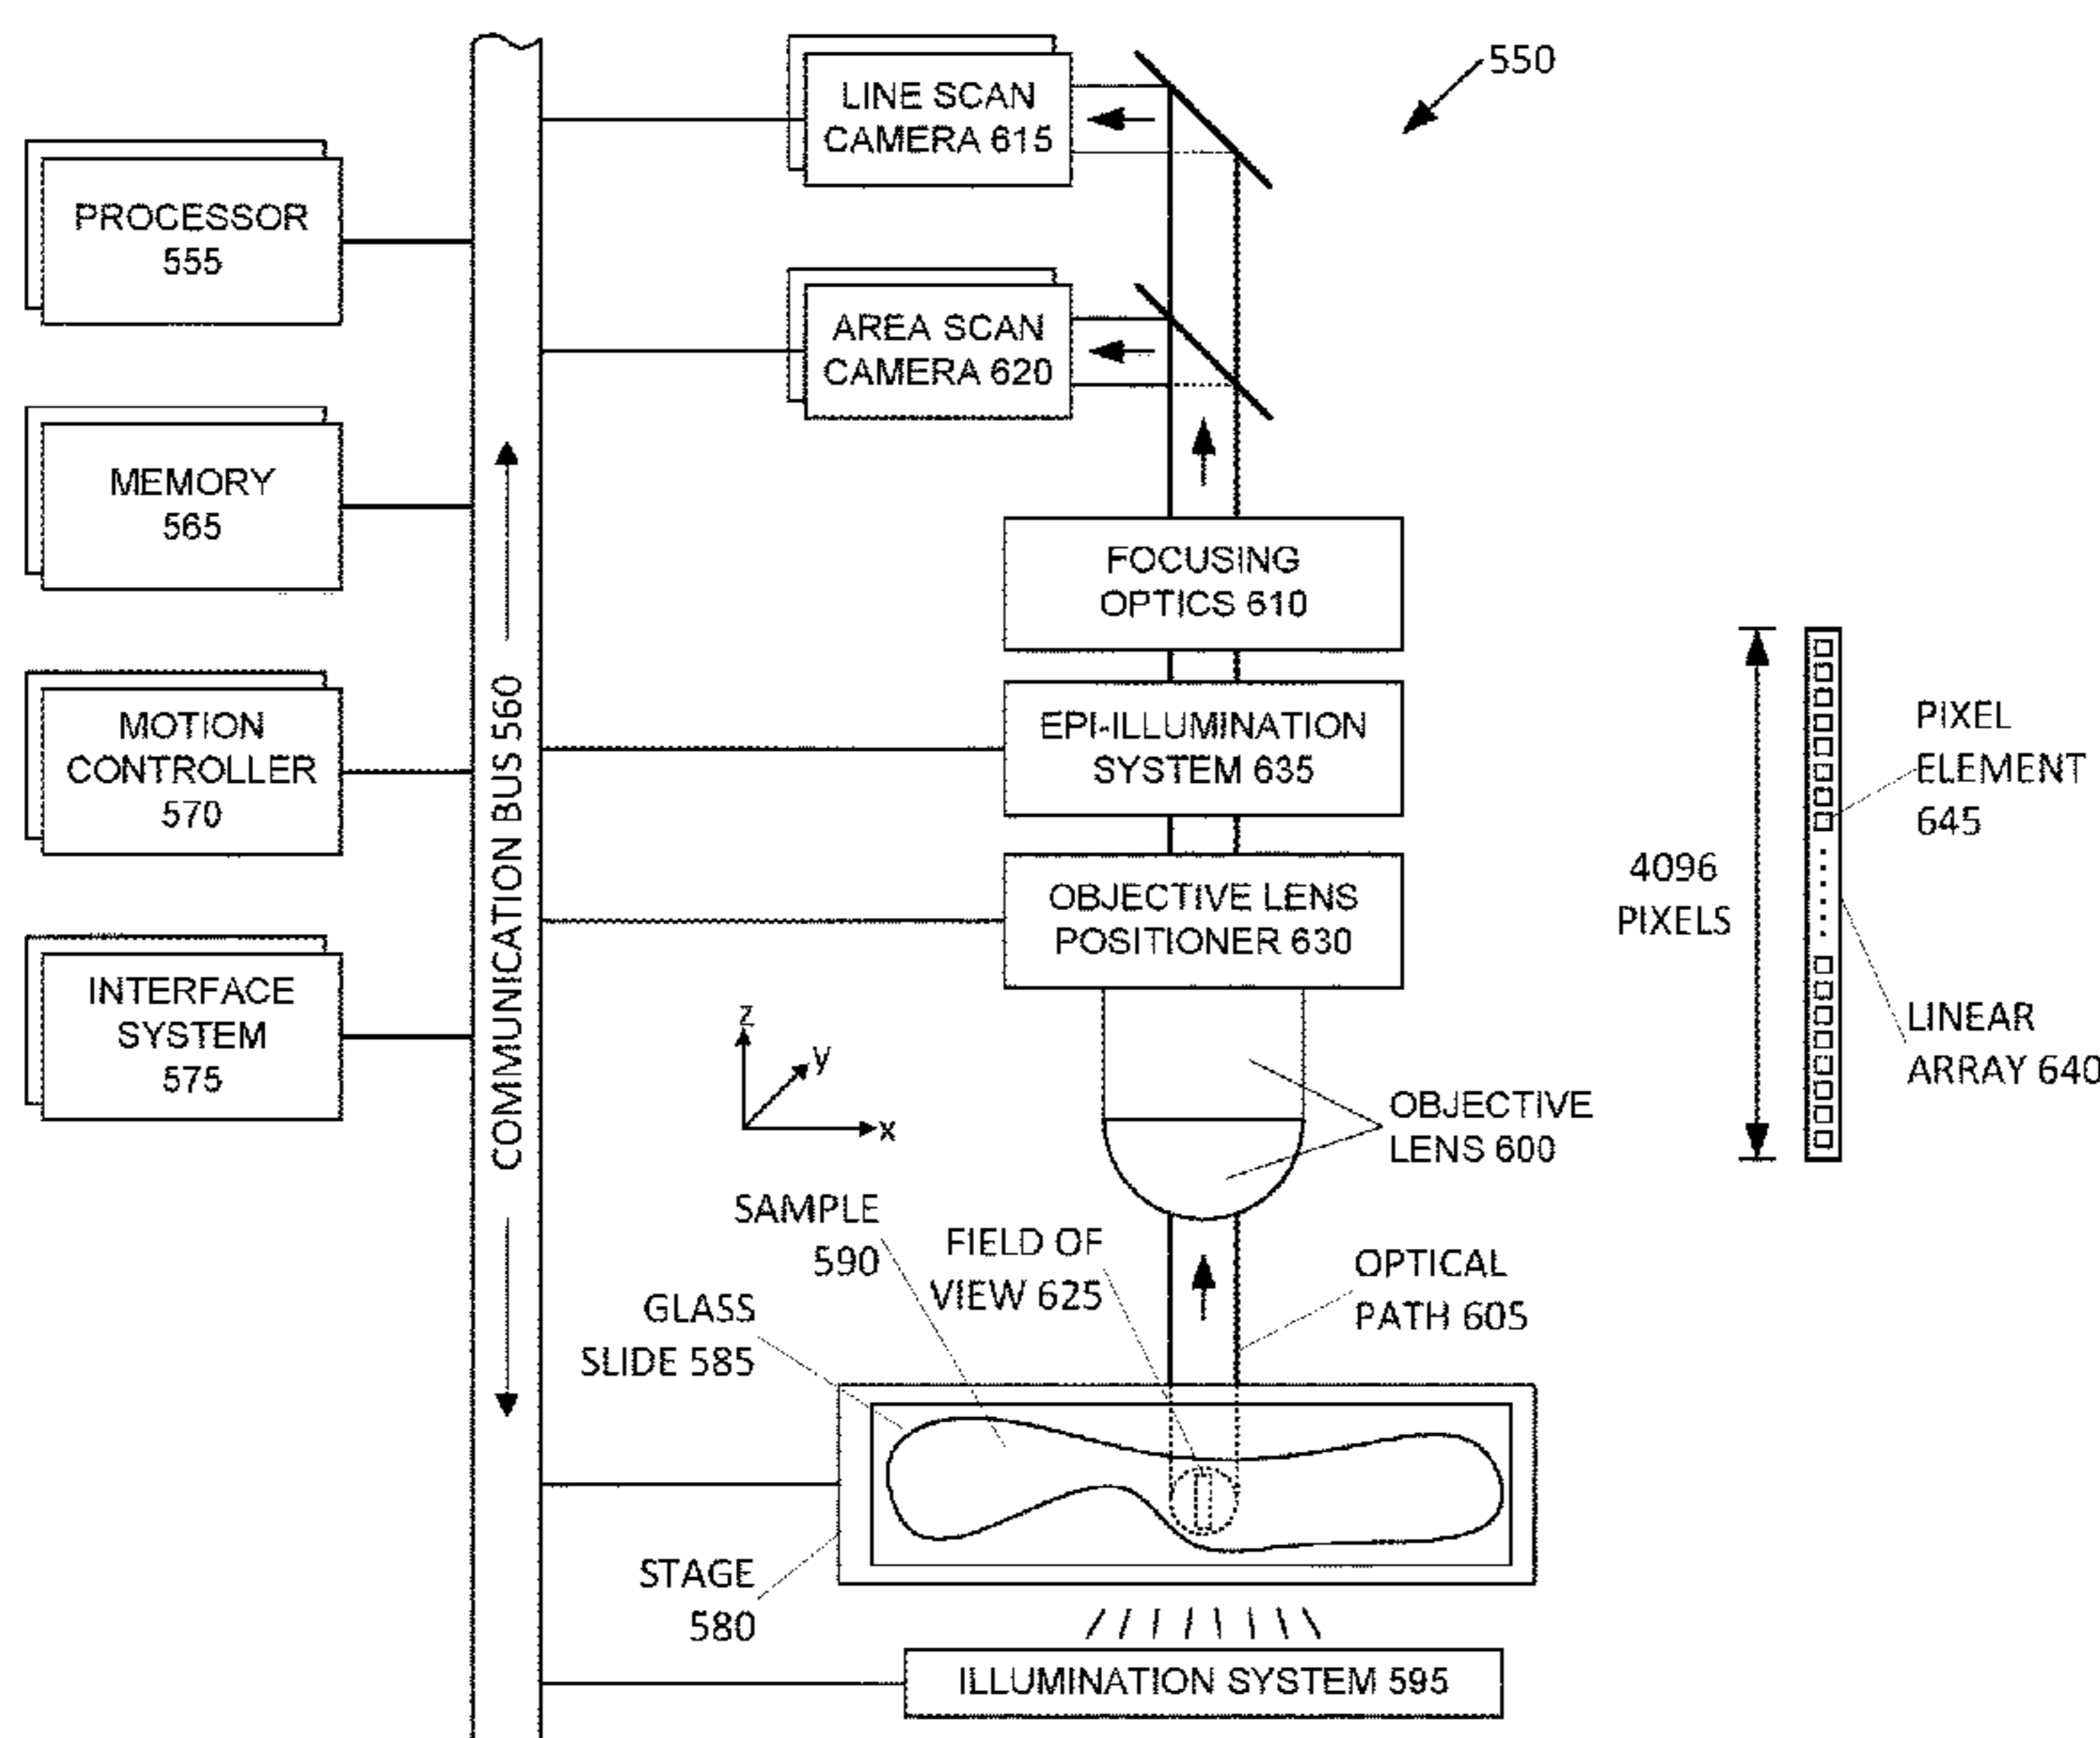 550
LINE SCAN
CAMERA 615
PROCESSOR
555
AREA SCAN
CAMERA 620
MEMORY
565
FOCUSING
OPTICS 610
MOTION
CONTROLLER
570
COMMUNICATION BUS 560
EPI-ILLUMINATION
SYSTEM 635
PIXEL
ELEMENT
645
4096
PIXELS
OBJECTIVE LENS
POSITIONER 630
INTERFACE
SYSTEM
575
z
y
x
LINEAR
ARRAY 640
OBJECTIVE
LENS 600
SAMPLE
590
FIELD OF
VIEW 625
OPTICAL
PATH 605
GLASS
SLIDE 585
STAGE
580
ILLUMINATION SYSTEM 595